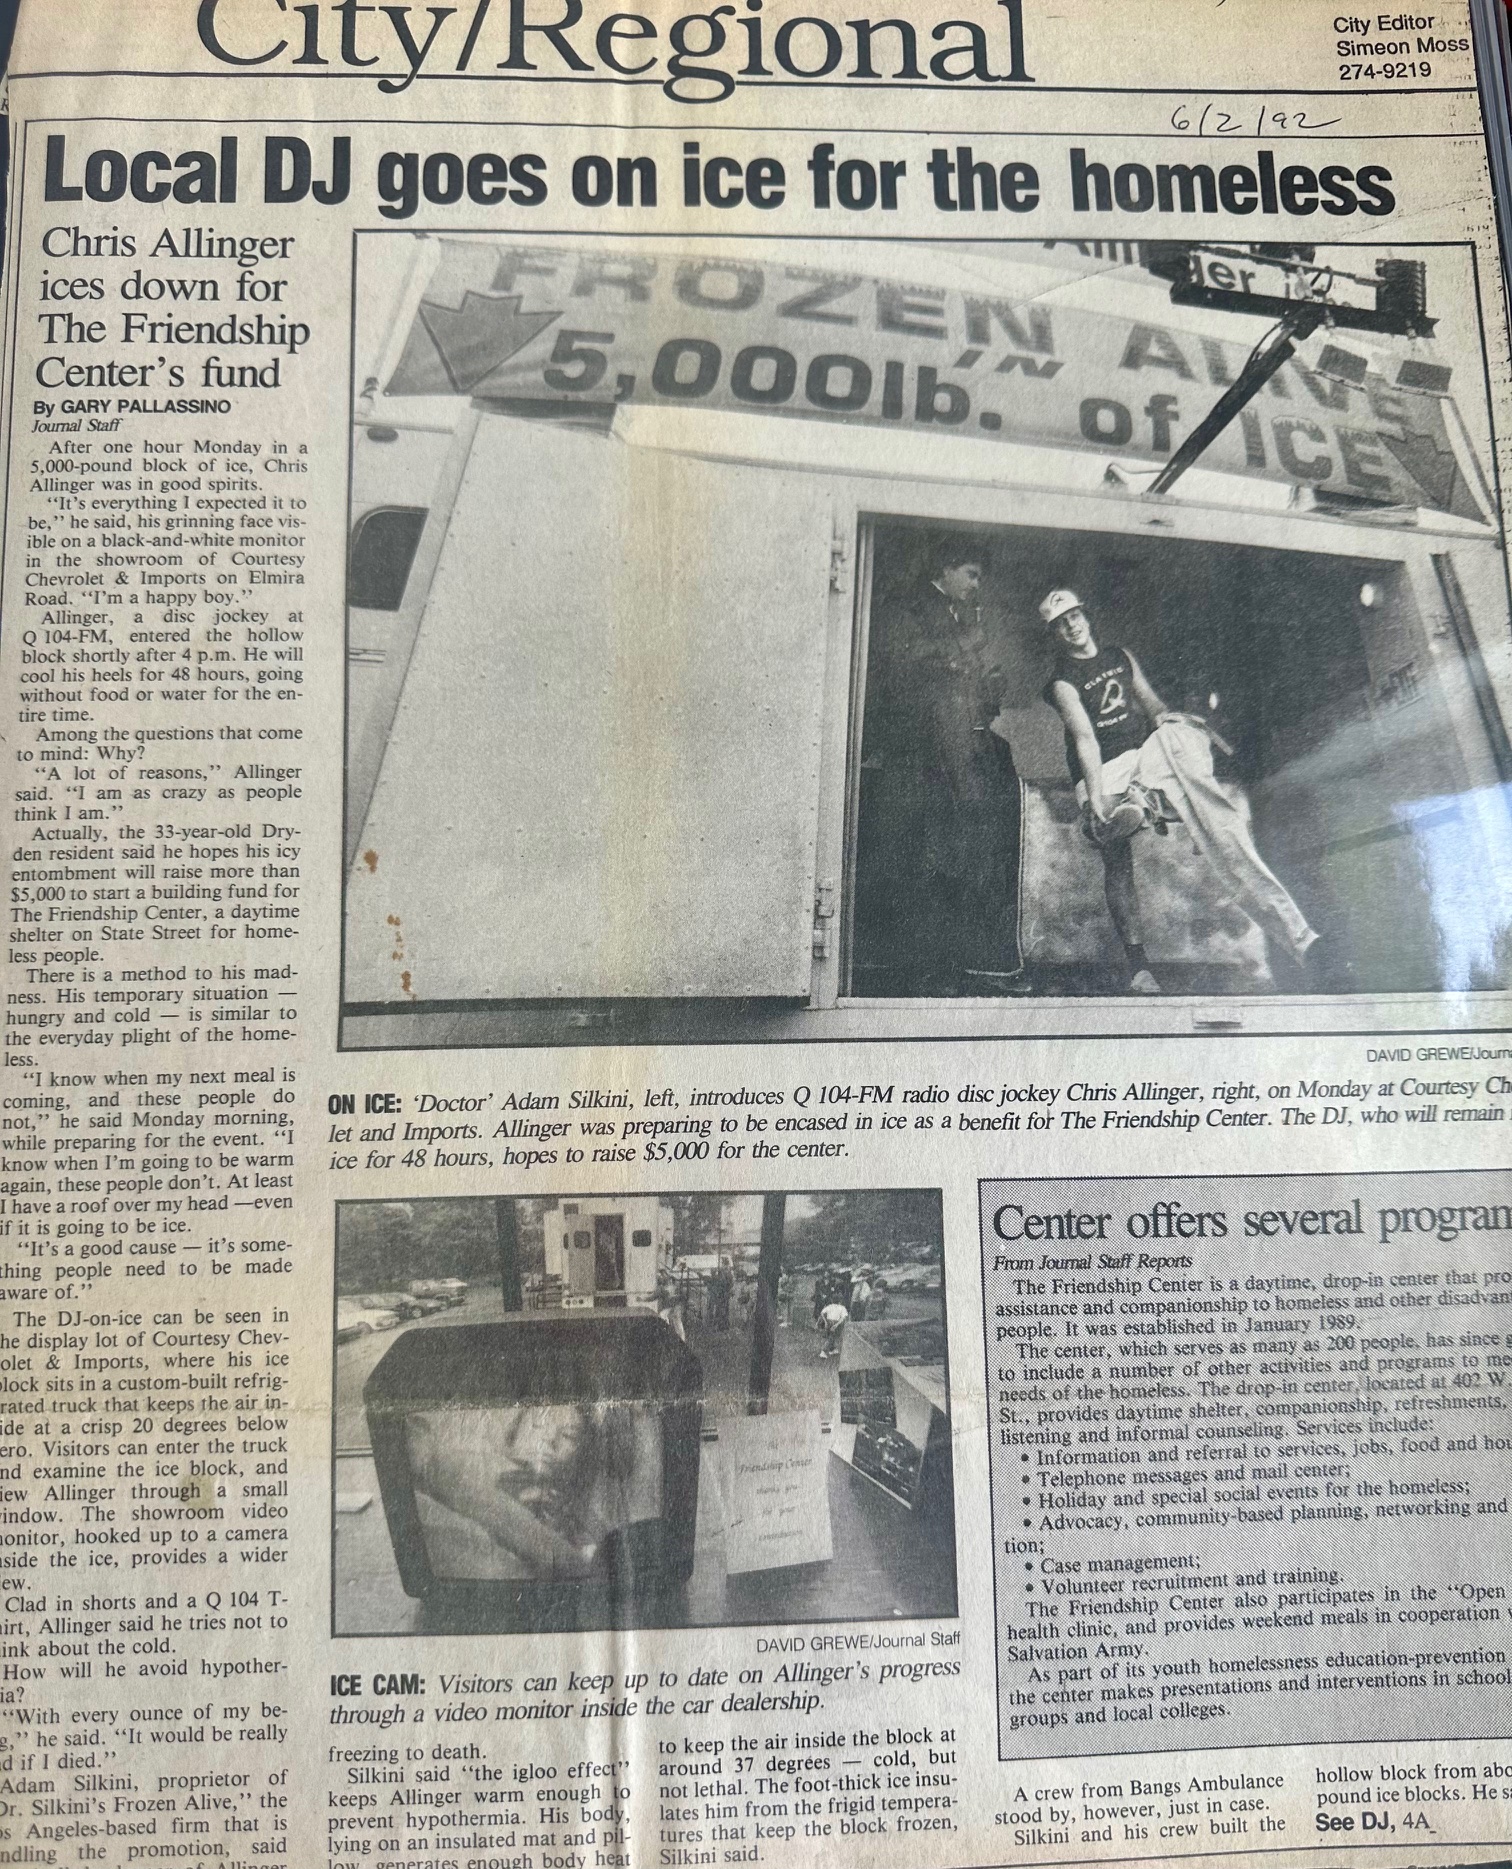 City/Regional
City Editor
Simeon Moss
274-9219
6/2/92
Local DJ goes on ice for the homeless
Chris Allinger
ices down for
The Friendship
Center's fund
By GARY PALLASSINO
Journal Staff
After one hour Monday in a
5,000-pound block of ice, Chris
Allinger was in good spirits.
"It's everything I expected it to
be," he said, his grinning face vis-
ible on a black-and-white monitor
in the showroom of Courtesy
Chevrolet & Imports on Elmira
Road. "I'm a happy boy."
Allinger, a disc jockey at
Q 104-FM, entered the hollow
block shortly after 4 p.m. He will
cool his heels for 48 hours, going
without food or water for the en-
tire time.
Among the questions that come
to mind: Why?
"A lot of reasons," Allinger
said. "I am as crazy as people
think I am."
Actually, the 33-year-old Dry-
den resident said he hopes his icy
entombment will raise more than
$5,000 to start a building fund for
The Friendship Center, a daytime
shelter on State Street for home-
less people.
There is a method to his mad-
ness. His temporary situation —
hungry and cold — is similar to
the everyday plight of the home-
less.
"I know when my next meal is
coming, and these people do
not," he said Monday morning,
while preparing for the event. "I
know when I'm going to be warm
again, these people don't. At least
I have a roof over my head —even
if it is going to be ice.
"It's a good cause — it's some-
thing people need to be made
aware of."
The DJ-on-ice can be seen in
he display lot of Courtesy Chev-
olet & Imports, where his ice
lock sits in a custom-built refrig-
rated truck that keeps the air in-
ide at a crisp 20 degrees below
ero. Visitors can enter the truck
nd examine the ice block, and
iew Allinger through a small
indow. The showroom video
onitor, hooked up to a camera
side the ice, provides a wider
ew.
Clad in shorts and a Q 104 T-
irt, Allinger said he tries not to
ink about the cold.
How will he avoid hypother-
ia?
"With every ounce of my be-
g," he said. "It would be really
d if I died."
Adam Silkini, proprietor of
Dr. Silkini's Frozen Alive," the
os Angeles-based firm that is
ndling the promotion, said
FROZEN ALIVE
IN
5,000lb. of ICE
CLASSIC
Q
DAVID GREWE/Journ
ON ICE: 'Doctor' Adam Silkini, left, introduces Q 104-FM radio disc jockey Chris Allinger, right, on Monday at Courtesy Ch
let and Imports. Allinger was preparing to be encased in ice as a benefit for The Friendship Center. The DJ, who will remain
ice for 48 hours, hopes to raise $5,000 for the center.
Friendship Center
thanks you
DAVID GREWE/Journal Staff
ICE CAM: Visitors can keep up to date on Allinger's progress
through a video monitor inside the car dealership.
freezing to death.
Silkini said "the igloo effect"
keeps Allinger warm enough to
prevent hypothermia. His body,
lying on an insulated mat and pil-
low, generates enough body heat
to keep the air inside the block at
around 37 degrees — cold, but
not lethal. The foot-thick ice insu-
lates him from the frigid tempera-
tures that keep the block frozen,
Silkini said.
Center offers several program
From Journal Staff Reports
The Friendship Center is a daytime, drop-in center that pro
assistance and companionship to homeless and other disadvan
people. It was established in January 1989.
The center, which serves as many as 200 people, has since g
to include a number of other activities and programs to me
needs of the homeless. The drop-in center, located at 402 W.
St., provides daytime shelter, companionship, refreshments,
listening and informal counseling. Services include:
• Information and referral to services, jobs, food and hou
• Telephone messages and mail center;
• Holiday and special social events for the homeless;
• Advocacy, community-based planning, networking and
tion;
• Case management;
• Volunteer recruitment and training.
The Friendship Center also participates in the "Open
health clinic, and provides weekend meals in cooperation
Salvation Army.
As part of its youth homelessness education-prevention
the center makes presentations and interventions in school
groups and local colleges.
A crew from Bangs Ambulance
stood by, however, just in case.
Silkini and his crew built the
hollow block from abo
pound ice blocks. He s
See DJ, 4A